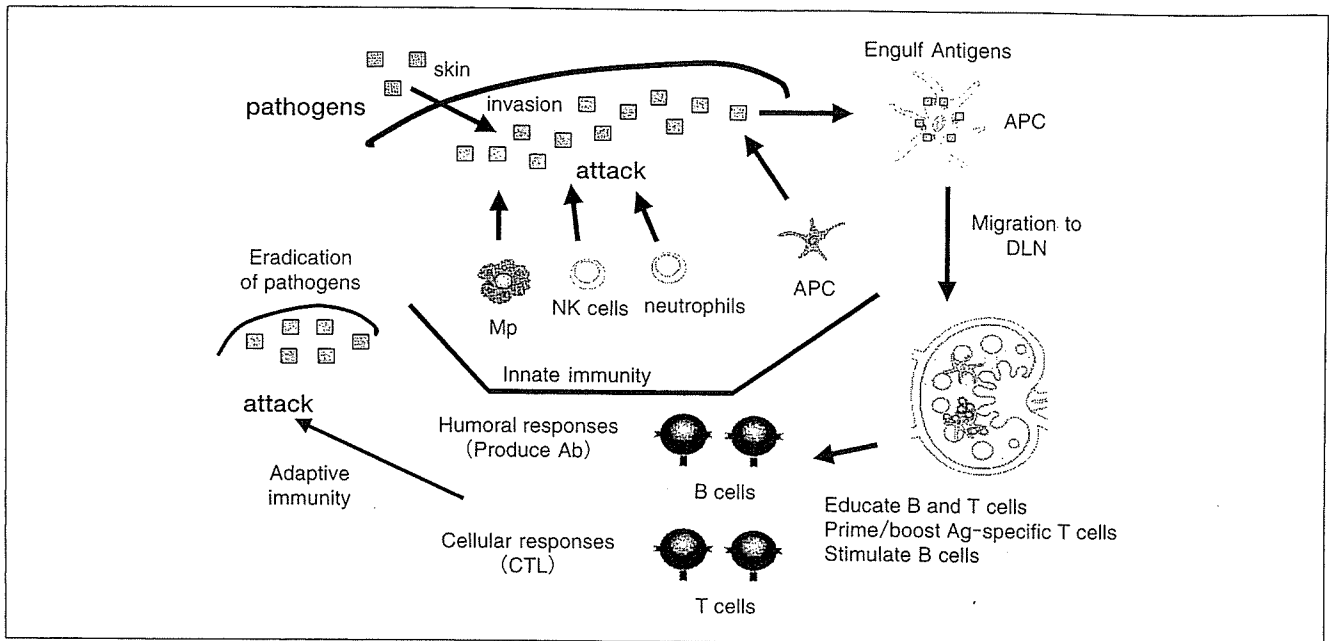 skin
pathogens
invasion
attack
Engulf Antigens
APC
Migration to
DLN
Mp
NK cells
neutrophils
APC
Eradication
of pathogens
attack
Innate immunity
Adaptive
immunity
Humoral responses
(Produce Ab)
B cells
Cellular responses
(CTL)
T cells
Educate B and T cells
Prime/boost Ag-specific T cells
Stimulate B cells